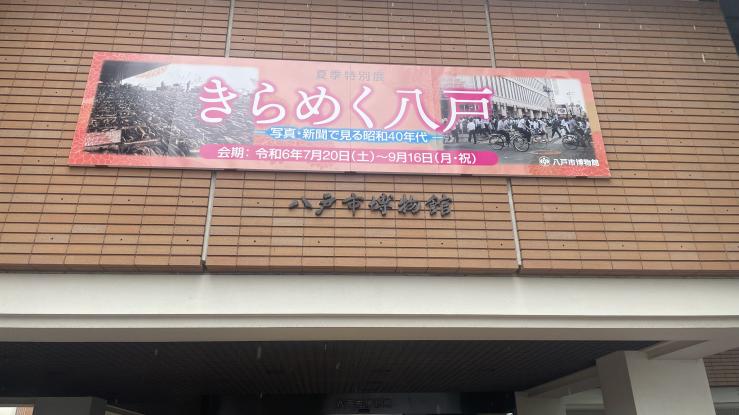 夏季特別展
きらめく八戸
写真・新聞で見る昭和40年代
会期：令和6年7月20日(土)～9月16日(月・祝)
八戸市博物館
八戸市博物館